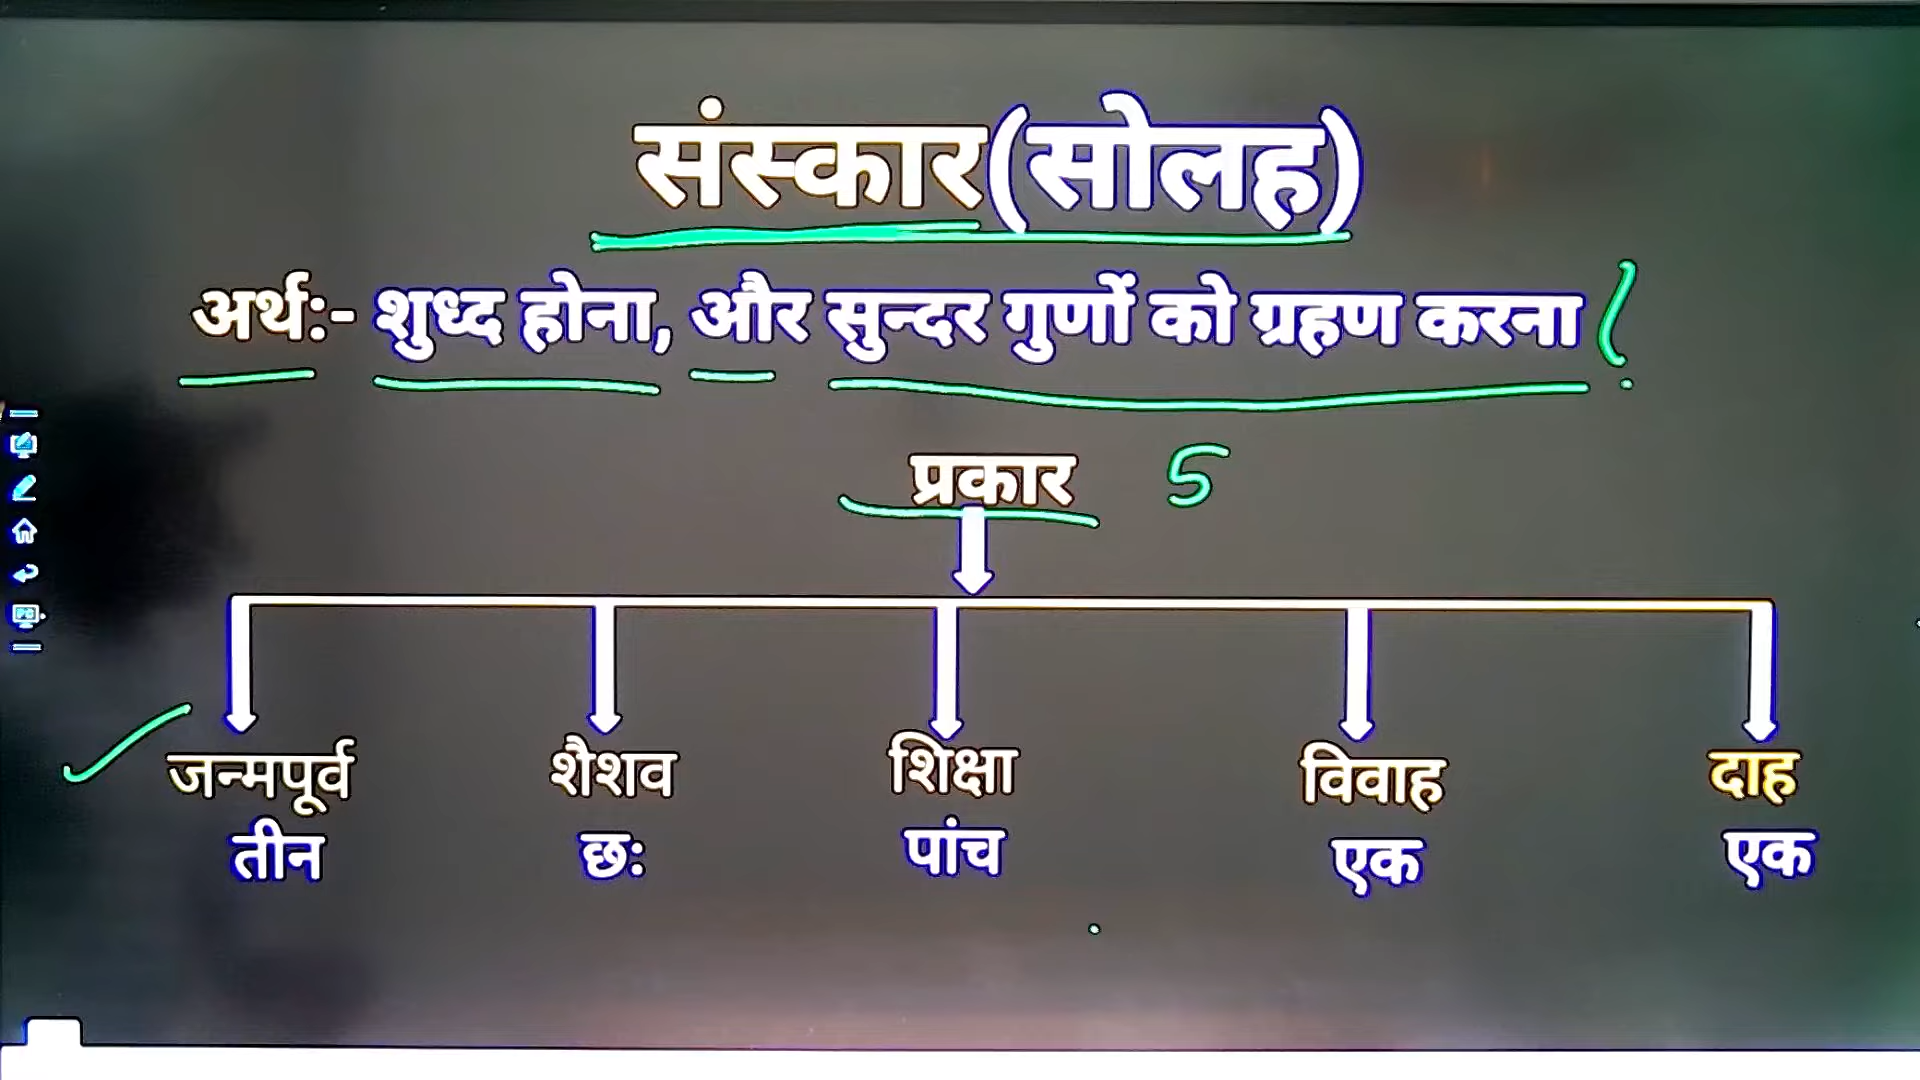 संस्कार(सोलह)
अर्थ:- शुध्द होना, और सुन्दर गुणों को ग्रहण करना
प्रकार 5
जन्मपूर्व शैशव शिक्षा विवाह दाह
तीन छः पांच एक एक